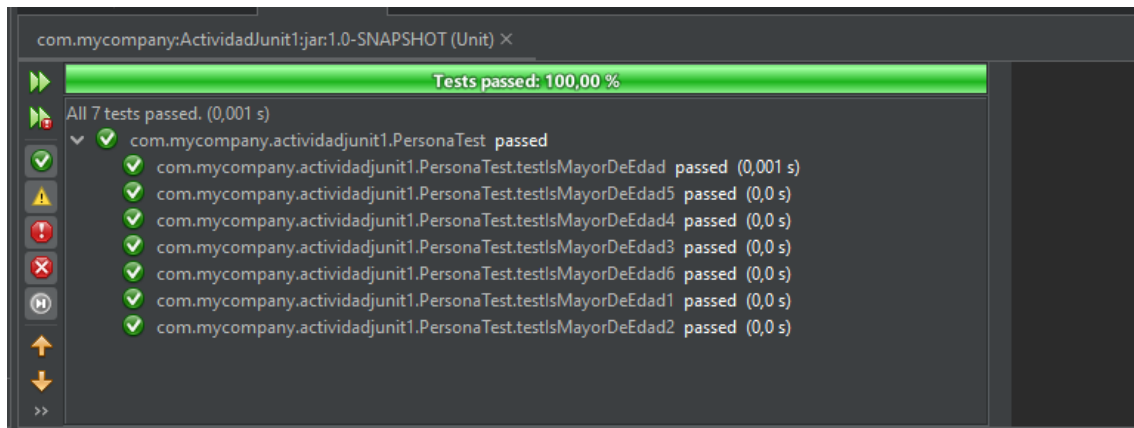 com.mycompany:ActividadJunit1:jar:1.0-SNAPSHOT (Unit) ×
Tests passed: 100,00 %
All 7 tests passed. (0,001 s)
com.mycompany.actividadjunit1.PersonaTest passed
com.mycompany.actividadjunit1.PersonaTest.testIsMayorDeEdad passed (0,001 s)
com.mycompany.actividadjunit1.PersonaTest.testIsMayorDeEdad5 passed (0,0 s)
com.mycompany.actividadjunit1.PersonaTest.testIsMayorDeEdad4 passed (0,0 s)
com.mycompany.actividadjunit1.PersonaTest.testIsMayorDeEdad3 passed (0,0 s)
com.mycompany.actividadjunit1.PersonaTest.testIsMayorDeEdad6 passed (0,0 s)
com.mycompany.actividadjunit1.PersonaTest.testIsMayorDeEdad1 passed (0,0 s)
com.mycompany.actividadjunit1.PersonaTest.testIsMayorDeEdad2 passed (0,0 s)
>>